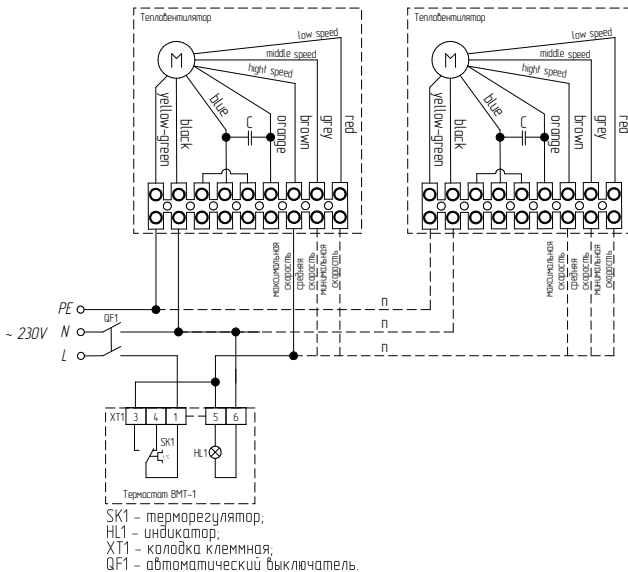 Тепловентилятор
low speed
middle speed
hight speed
M
yellow-green
black
blue
C
orange
brown
grey
red
максимальная
скорость
средняя
скорость
минимальная
скорость
Тепловентилятор
low speed
middle speed
hight speed
M
yellow-green
black
blue
C
orange
brown
grey
red
максимальная
скорость
средняя
скорость
минимальная
скорость
PE
n
~ 230V
QF1
N
n
L
n
XT1
3
4
1
5
6
SK1
t°C
HL1
Термостат BMT-1
SK1 - терморегулятор;
HL1 - индикатор;
XT1 - колодка клеммная;
QF1 - автоматический выключатель.